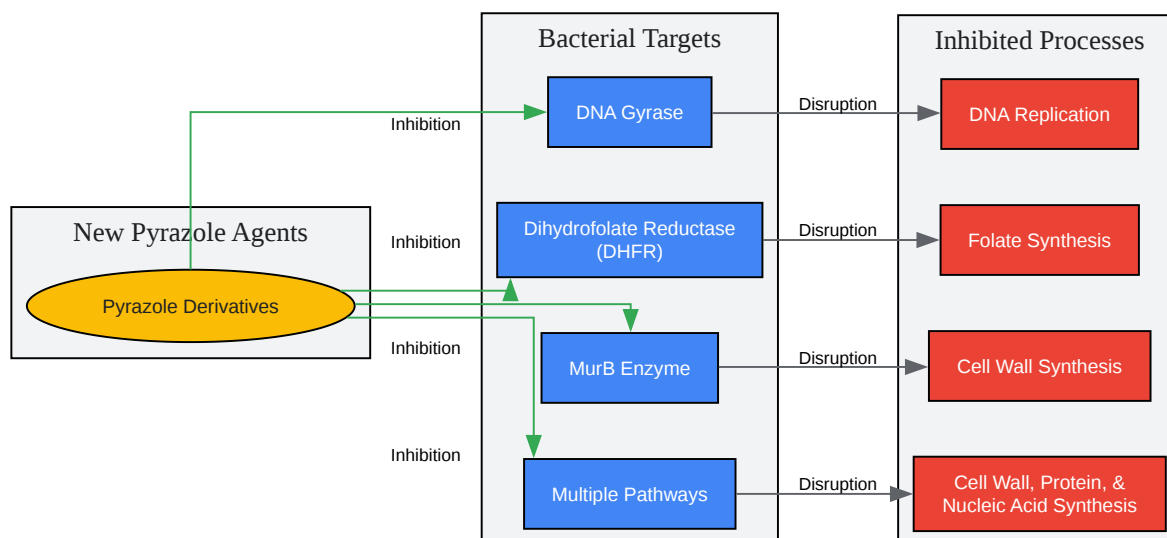 Bacterial Targets
Inhibited Processes
DNA Gyrase
Disruption
DNA Replication
Inhibition
New Pyrazole Agents
Dihydrofolate Reductase
(DHFR)
Inhibition
Disruption
Folate Synthesis
Pyrazole Derivatives
Inhibition
MurB Enzyme
Disruption
Cell Wall Synthesis
Inhibition
Multiple Pathways
Disruption
Cell Wall, Protein, &
Nucleic Acid Synthesis